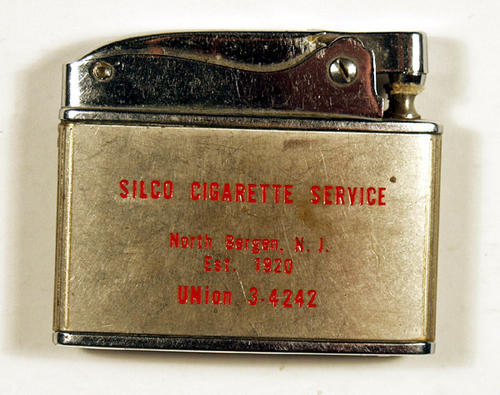 SILCO CIGARETTE SERVICE
North Bergen, N. J.
Est. 1920
UNion 3-4242